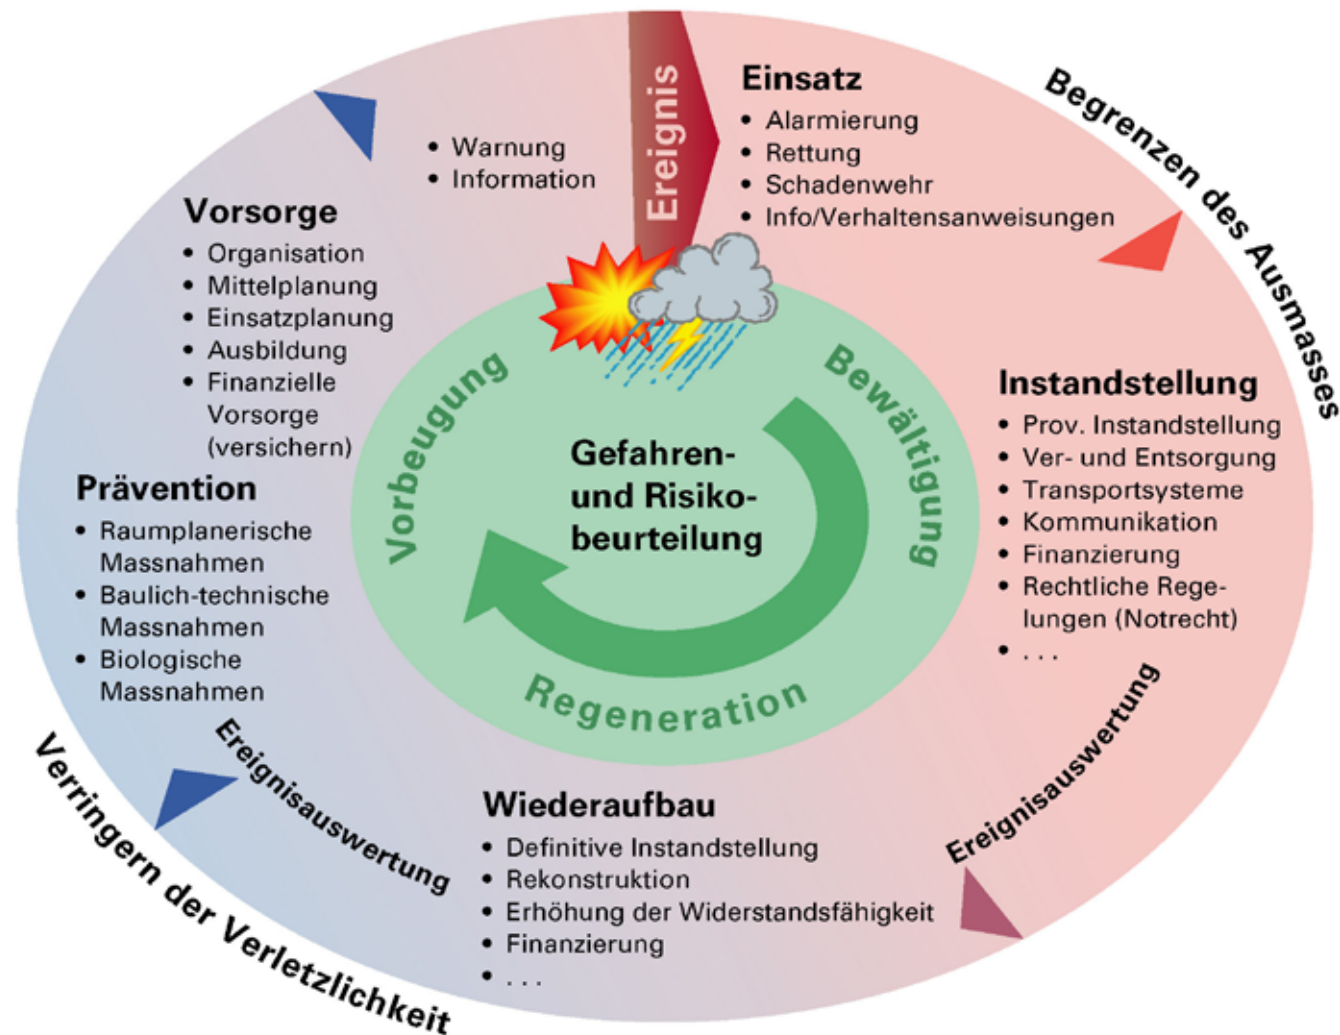 Ereignis
Einsatz
• Alarmierung
• Rettung
• Schadenwehr
• Info/Verhaltensanweisungen
Begrenzen des Ausmasses
Instandstellung
• Prov. Instandstellung
• Ver- und Entsorgung
• Transportsysteme
• Kommunikation
• Finanzierung
• Rechtliche Rege-
lungen (Notrecht)
• . . .
Ereignisauswertung
Wiederaufbau
• Definitive Instandstellung
• Rekonstruktion
• Erhöhung der Widerstandsfähigkeit
• Finanzierung
• . . .
Ereignisauswertung
Verringern der Verletzlichkeit
Prävention
• Raumplanerische
Massnahmen
• Baulich-technische
Massnahmen
• Biologische
Massnahmen
Vorsorge
• Organisation
• Mittelplanung
• Einsatzplanung
• Ausbildung
• Finanzielle
Vorsorge
(versichern)
• Warnung
• Information
Vorbeugung
Bewältigung
Regeneration
Gefahren-
und Risiko-
beurteilung